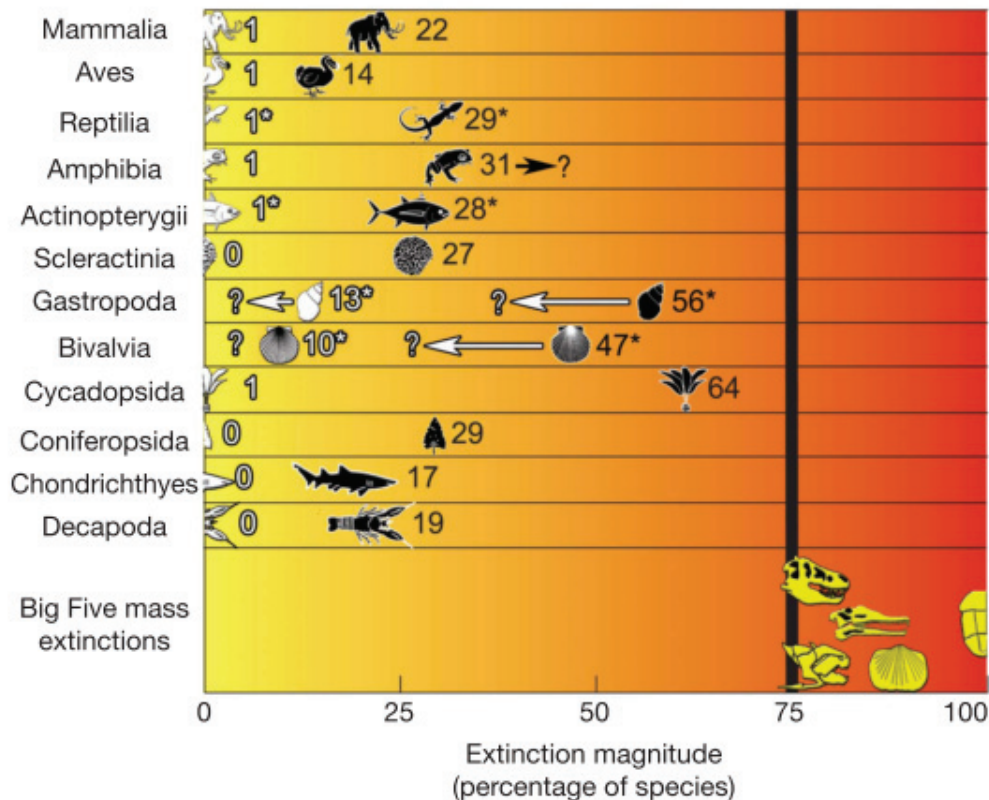 Mammalia 1 22
Aves 1 14
Reptilia 1* 29*
Amphibia 1 31 ?
Actinopterygii 1* 28*
Scleractinia 0 27
Gastropoda ? 13* ? 56*
Bivalvia ? 10* ? 47*
Cycadopsida 1 64
Coniferopsida 0 29
Chondrichthyes 0 17
Decapoda 0 19
Big Five mass
extinctions
0 25 50 75 100
Extinction magnitude
(percentage of species)